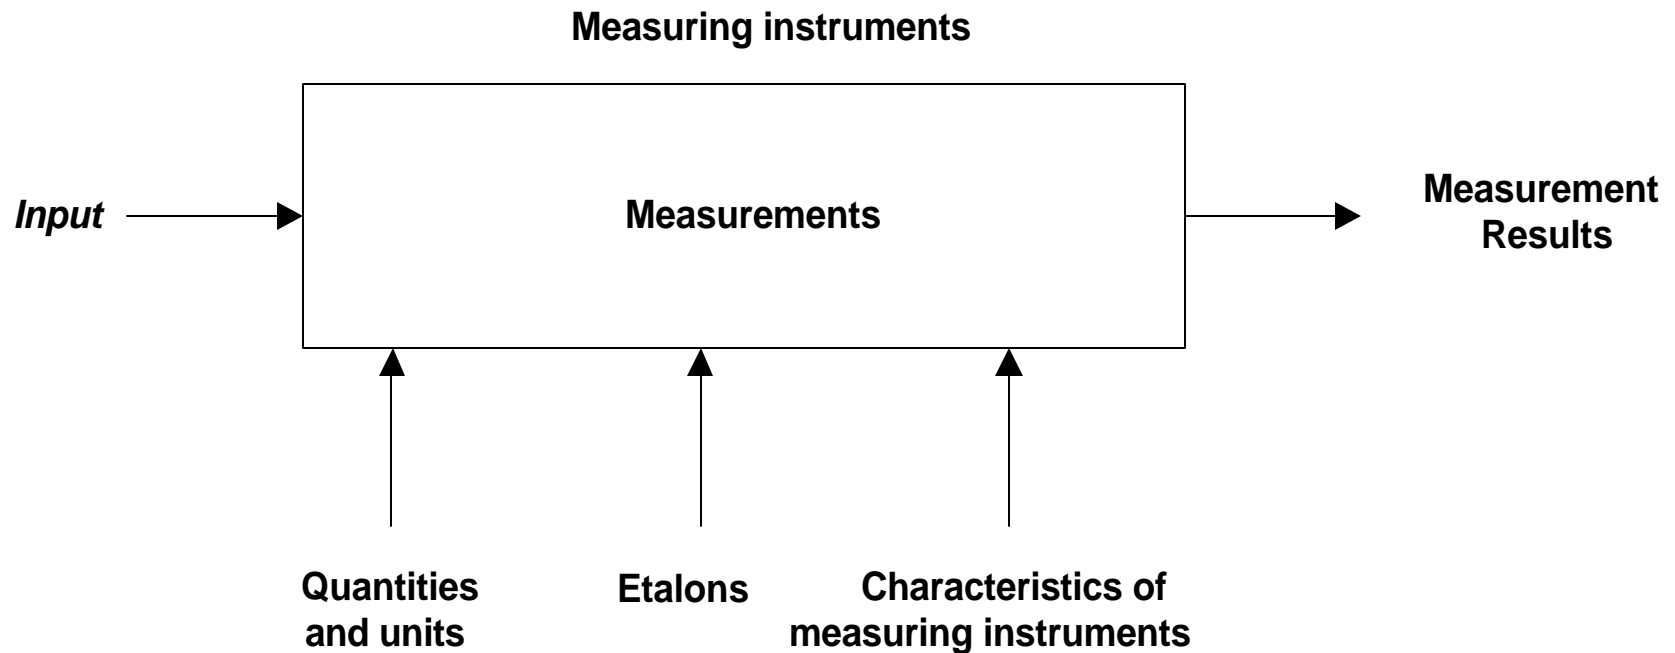 Measuring instruments
Input
Measurements
Measurement
Results
Quantities
and units
Etalons
Characteristics of
measuring instruments